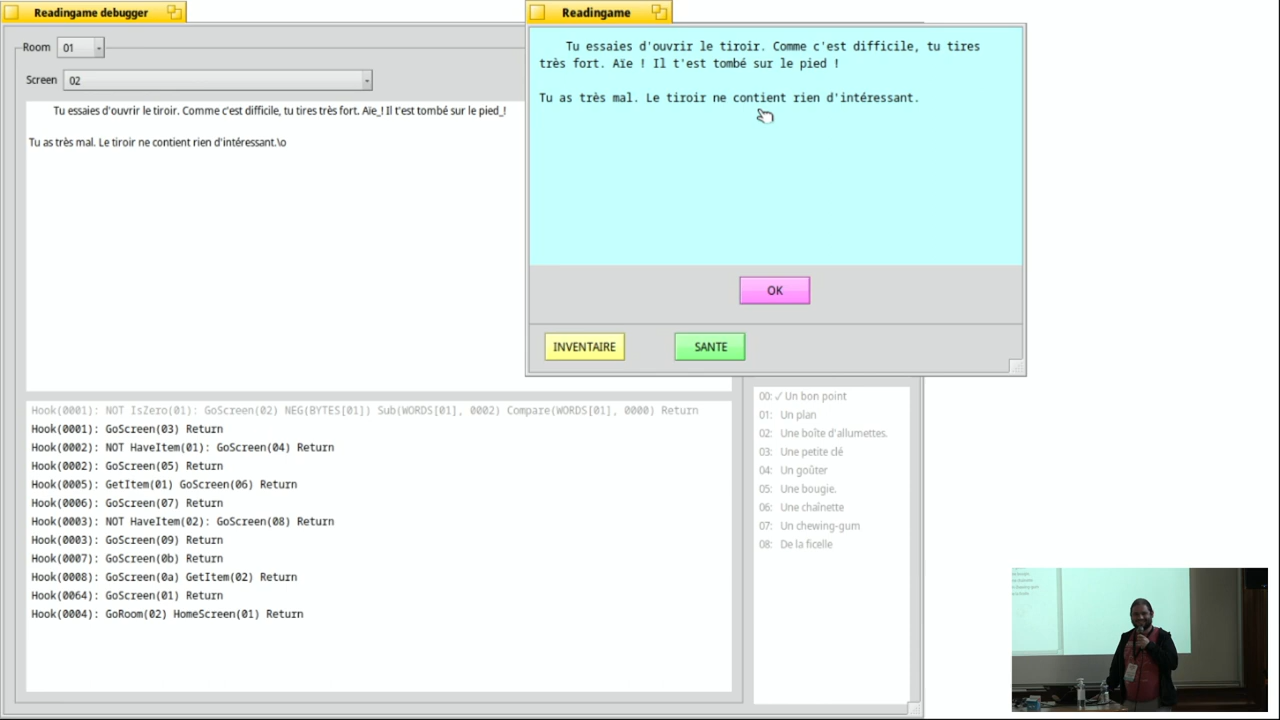 Readingame debugger
Room 01
Screen 02
Tu essaies d'ouvrir le tiroir. Comme c'est difficile, tu tires très fort. Aïe_! Il t'est tombé sur le pied_!
Tu as très mal. Le tiroir ne contient rien d'intéressant.\o
Hook(0001): NOT IsZero(01): GoScreen(02) NEG(BYTES[01]) Sub(WORDS[01], 0002) Compare(WORDS[01], 0000) Return
Hook(0001): GoScreen(03) Return
Hook(0002): NOT HaveItem(01): GoScreen(04) Return
Hook(0002): GoScreen(05) Return
Hook(0005): GetItem(01) GoScreen(06) Return
Hook(0006): GoScreen(07) Return
Hook(0003): NOT HaveItem(02): GoScreen(08) Return
Hook(0003): GoScreen(09) Return
Hook(0007): GoScreen(0b) Return
Hook(0008): GoScreen(0a) GetItem(02) Return
Hook(0064): GoScreen(01) Return
Hook(0004): GoRoom(02) HomeScreen(01) Return
Readingame
Tu essaies d'ouvrir le tiroir. Comme c'est difficile, tu tires
très fort. Aïe ! Il t'est tombé sur le pied !
Tu as très mal. Le tiroir ne contient rien d'intéressant.
OK
INVENTAIRE
SANTE
00: ✓ Un bon point
01: Un plan
02: Une boîte d'allumettes.
03: Une petite clé
04: Un goûter
05: Une bougie.
06: Une chaînette
07: Un chewing-gum
08: De la ficelle